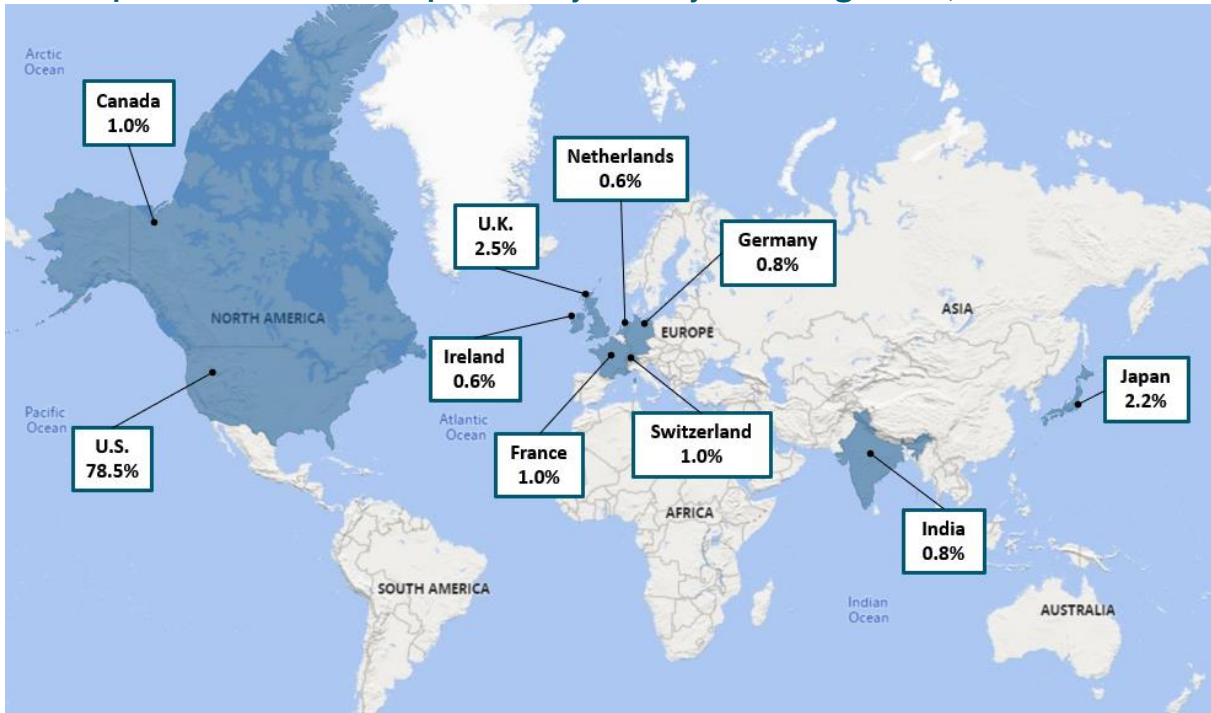 Arctic
Ocean
Canada
1.0%
Netherlands
0.6%
U.K.
2.5%
Germany
0.8%
NORTH AMERICA
ASIA
EUROPE
Ireland
0.6%
Japan
2.2%
Pacific
Ocean
Atlantic
Ocean
U.S.
78.5%
France
1.0%
Switzerland
1.0%
AFRICA
India
0.8%
SOUTH AMERICA
Indian
Ocean
AUSTRALIA